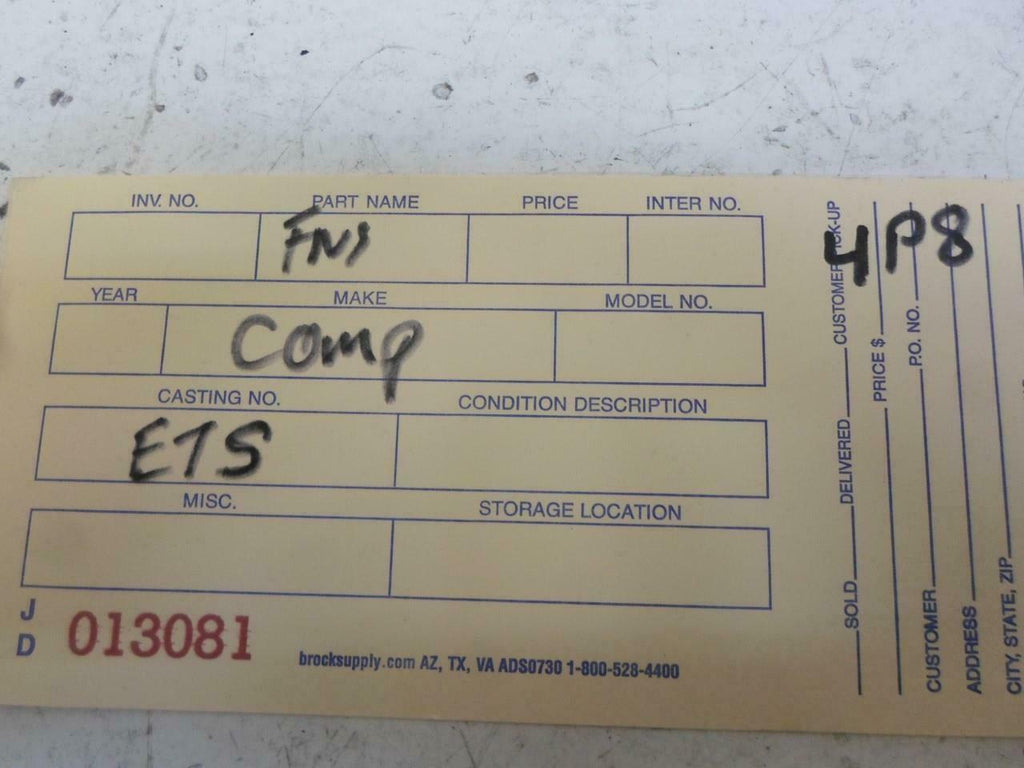 INV. NO. PART NAME PRICE INTER NO.
FNS
YEAR MAKE MODEL NO.
Comp
CASTING NO. CONDITION DESCRIPTION
ETS
MISC. STORAGE LOCATION
J
D
013081
brocksupply.com AZ, TX, VA ADS0730 1-800-528-4400
4P8
SOLD DELIVERED CUSTOMER PICK-UP
PRICE $
CUSTOMER P.O. NO.
ADDRESS
CITY, STATE, ZIP